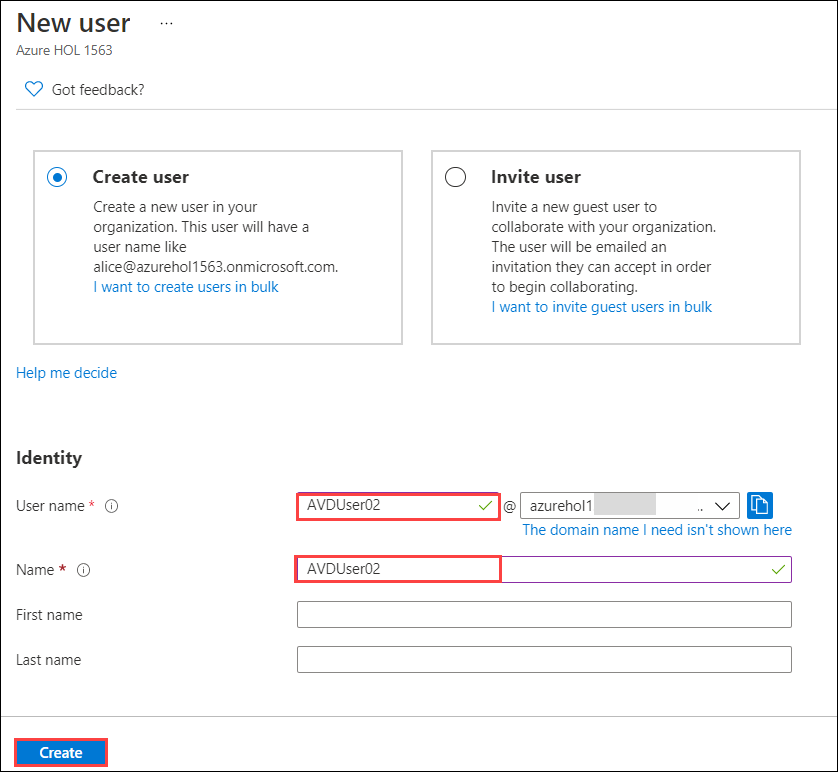 New user ...
Azure HOL 1563
Got feedback?
Create user
Create a new user in your
organization. This user will have a
user name like
alice@azurehol1563.onmicrosoft.com.
I want to create users in bulk
Invite user
Invite a new guest user to
collaborate with your organization.
The user will be emailed an
invitation they can accept in order
to begin collaborating.
I want to invite guest users in bulk
Help me decide
Identity
User name * AVDUser02 @ azurehol1 ..
The domain name I need isn't shown here
Name * AVDUser02
First name
Last name
Create